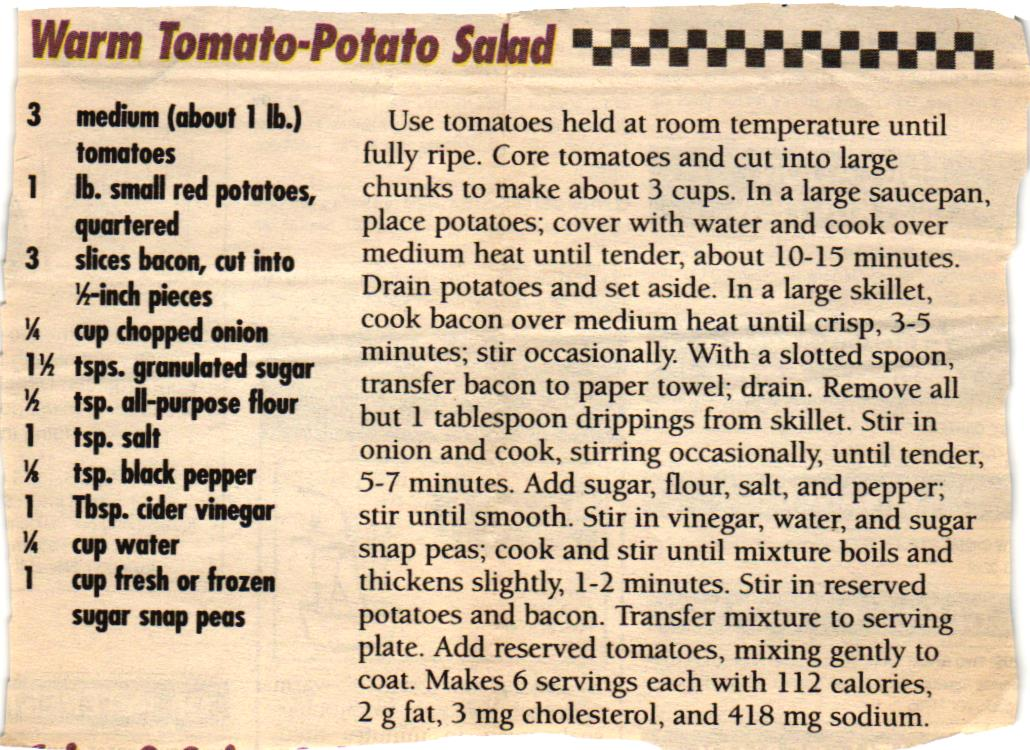 Warm Tomato-Potato Salad
3 medium (about 1 lb.)
tomatoes
1 lb. small red potatoes,
quartered
3 slices bacon, cut into
½-inch pieces
¼ cup chopped onion
1½ tsps. granulated sugar
½ tsp. all-purpose flour
1 tsp. salt
⅛ tsp. black pepper
1 Tbsp. cider vinegar
¼ cup water
1 cup fresh or frozen
sugar snap peas
Use tomatoes held at room temperature until
fully ripe. Core tomatoes and cut into large
chunks to make about 3 cups. In a large saucepan,
place potatoes; cover with water and cook over
medium heat until tender, about 10-15 minutes.
Drain potatoes and set aside. In a large skillet,
cook bacon over medium heat until crisp, 3-5
minutes; stir occasionally. With a slotted spoon,
transfer bacon to paper towel; drain. Remove all
but 1 tablespoon drippings from skillet. Stir in
onion and cook, stirring occasionally, until tender,
5-7 minutes. Add sugar, flour, salt, and pepper;
stir until smooth. Stir in vinegar, water, and sugar
snap peas; cook and stir until mixture boils and
thickens slightly, 1-2 minutes. Stir in reserved
potatoes and bacon. Transfer mixture to serving
plate. Add reserved tomatoes, mixing gently to
coat. Makes 6 servings each with 112 calories,
2 g fat, 3 mg cholesterol, and 418 mg sodium.